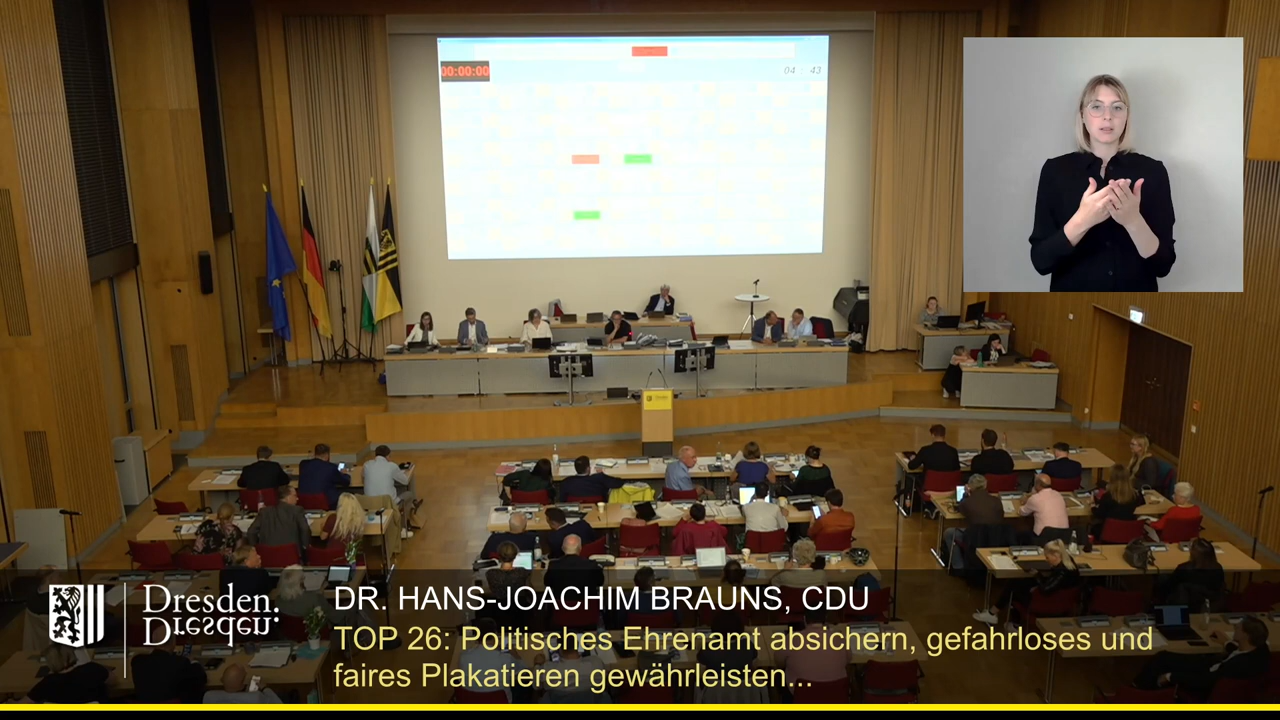 00:00:00
04 43
Dresden.
Dresden.
DR. HANS-JOACHIM BRAUNS, CDU
TOP 26: Politisches Ehrenamt absichern, gefahrloses und
faires Plakatieren gewährleisten...